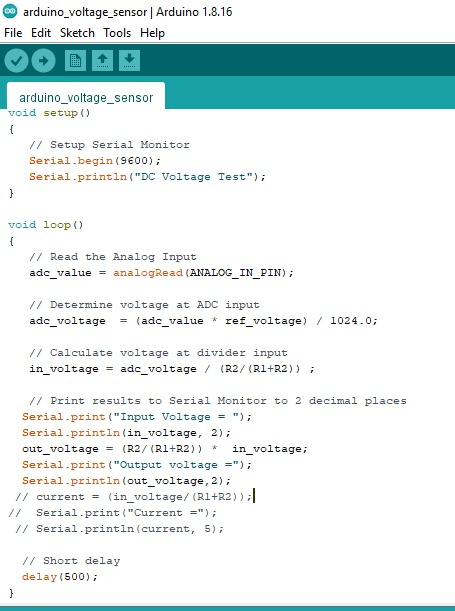 arduino_voltage_sensor | Arduino 1.8.16
File Edit Sketch Tools Help
arduino_voltage_sensor
void setup()
{
// Setup Serial Monitor
Serial.begin(9600);
Serial.println("DC Voltage Test");
}
void loop()
{
// Read the Analog Input
adc_value = analogRead(ANALOG_IN_PIN);
// Determine voltage at ADC input
adc_voltage  = (adc_value * ref_voltage) / 1024.0;
// Calculate voltage at divider input
in_voltage = adc_voltage / (R2/(R1+R2)) ;
// Print results to Serial Monitor to 2 decimal places
Serial.print("Input Voltage = ");
Serial.println(in_voltage, 2);
out_voltage = (R2/(R1+R2)) *  in_voltage;
Serial.print("Output voltage =");
Serial.println(out_voltage,2);
// current = (in_voltage/(R1+R2));
//  Serial.print("Current =");
// Serial.println(current, 5);
// Short delay
delay(500);
}